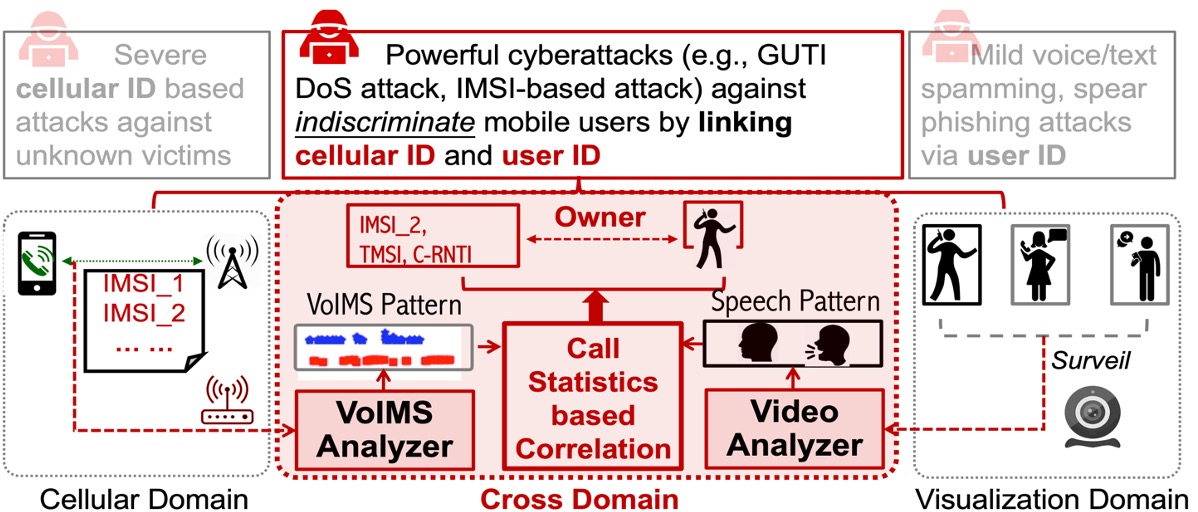 Severe
cellular ID based
attacks against
unknown victims
Powerful cyberattacks (e.g., GUTI
DoS attack, IMSI-based attack) against
indiscriminate mobile users by linking
cellular ID and user ID
Mild voice/text
spamming, spear
phishing attacks
via user ID
IMSI_1
IMSI_2
... ...
Cellular Domain
IMSI_2,
TMSI, C-RNTI
Owner
VoIMS Pattern
Speech Pattern
VoIMS
Analyzer
Call
Statistics
based
Correlation
Video
Analyzer
Cross Domain
Surveil
Visualization Domain